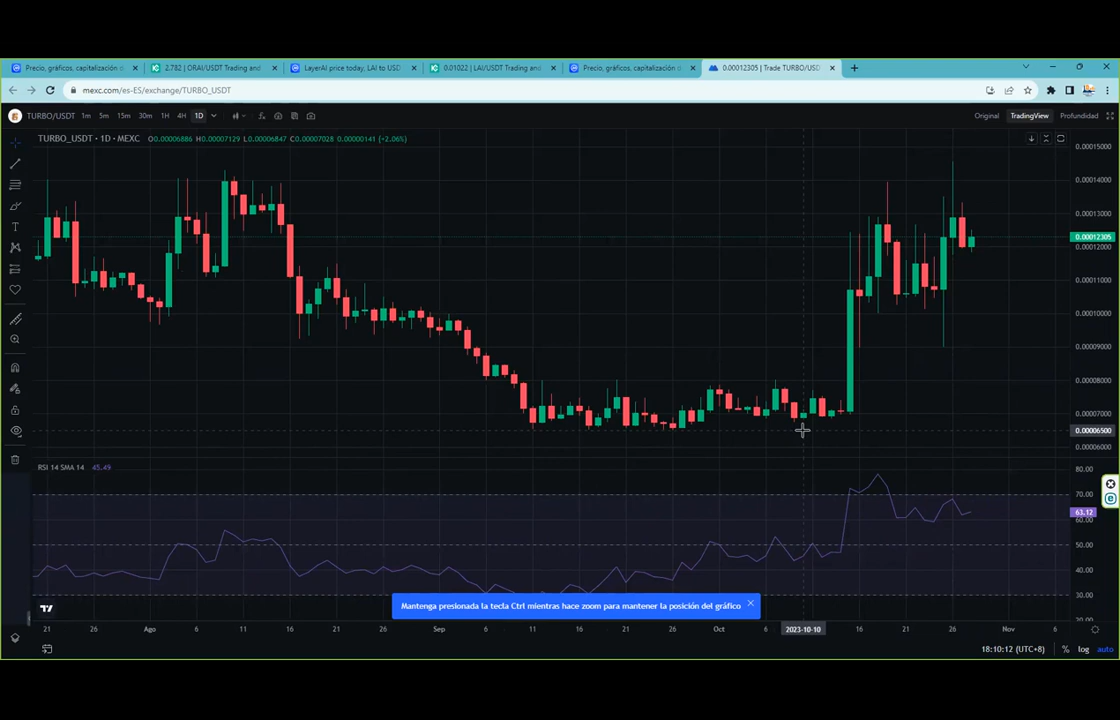 Precio, gráficos, capitalización d
2.782 | ORAI/USDT Trading and
LayerAI price today, LAI to USD
0.01022 | LAI/USDT Trading and
Precio, gráficos, capitalización d
0.00012305 | Trade TURBO/USD
mexc.com/es-ES/exchange/TURBO_USDT
TURBO/USDT 1m 5m 15m 30m 1H 4H 1D
Original TradingView Profundidad
TURBO_USDT · 1D · MEXC O0.00006886 H0.00007129 L0.00006847 C0.00007028 0.00000141 (+2.06%)
0.00015000
0.00014000
0.00013000
0.00012305
0.00012000
0.00011000
0.00010000
0.00009000
0.00008000
0.00007000
0.00006500
0.00006000
RSI 14 SMA 14 45.49
80.00
70.00
63.12
60.00
50.00
40.00
30.00
20.00
Mantenga presionada la tecla Ctrl mientras hace zoom para mantener la posición del gráfico
21 26 Ago 6 11 16 21 26 Sep 6 11 16 21 26 Oct 6 2023-10-10 16 21 26 Nov 6
18:10:12 (UTC+8) % log auto